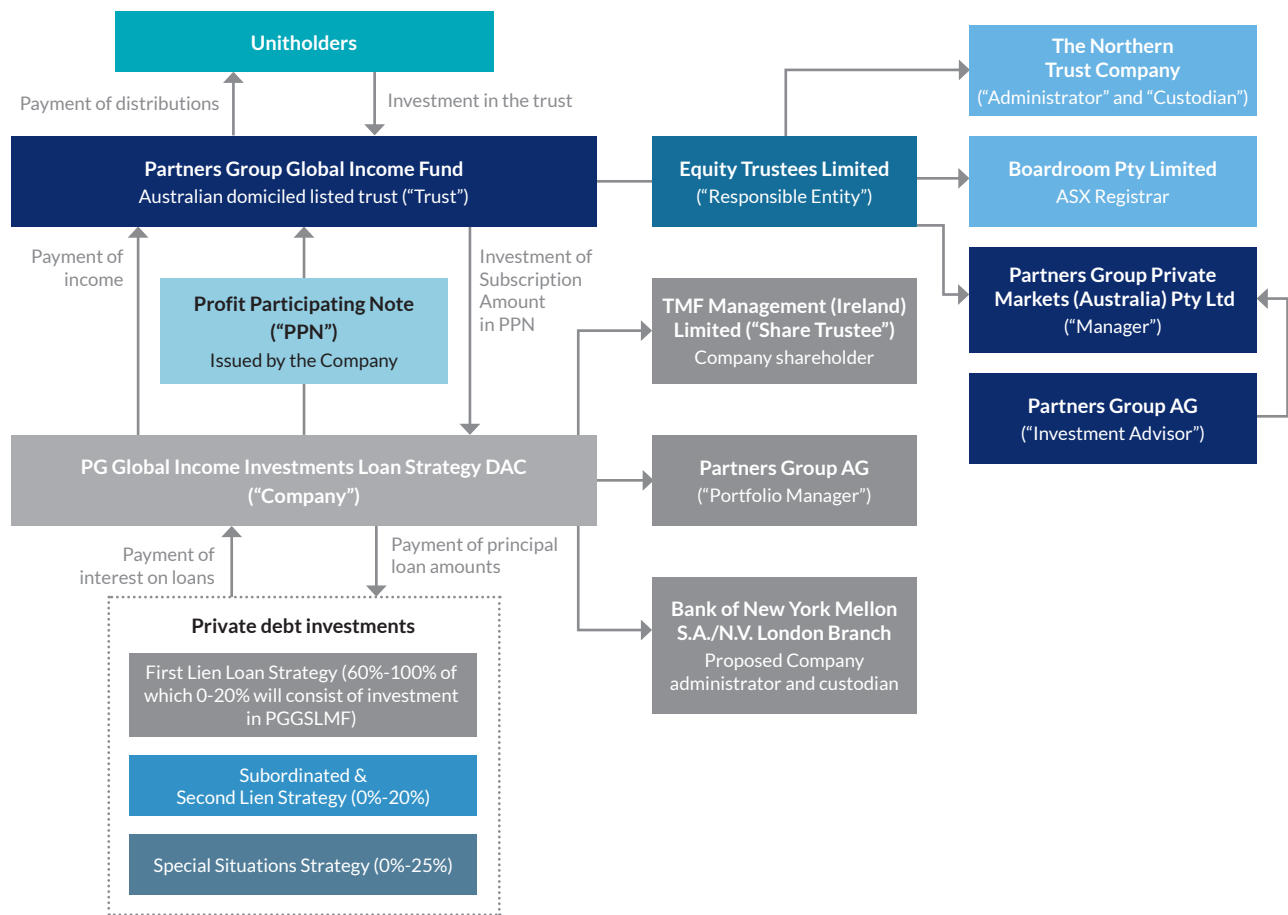 Unitholders
Payment of distributions
Investment in the trust
Partners Group Global Income Fund
Australian domiciled listed trust (“Trust”)
Equity Trustees Limited
(“Responsible Entity”)
The Northern
Trust Company
(“Administrator” and “Custodian”)
Boardroom Pty Limited
ASX Registrar
Partners Group Private
Markets (Australia) Pty Ltd
(“Manager”)
Partners Group AG
(“Investment Advisor”)
Payment of
income
Profit Participating Note
(“PPN”)
Issued by the Company
Investment of
Subscription
Amount
in PPN
TMF Management (Ireland)
Limited (“Share Trustee”)
Company shareholder
PG Global Income Investments Loan Strategy DAC
(“Company”)
Partners Group AG
(“Portfolio Manager”)
Payment of
interest on loans
Payment of principal
loan amounts
Bank of New York Mellon
S.A./N.V. London Branch
Proposed Company
administrator and custodian
Private debt investments
First Lien Loan Strategy (60%-100% of
which 0-20% will consist of investment
in PGGSLMF)
Subordinated &
Second Lien Strategy (0%-20%)
Special Situations Strategy (0%-25%)